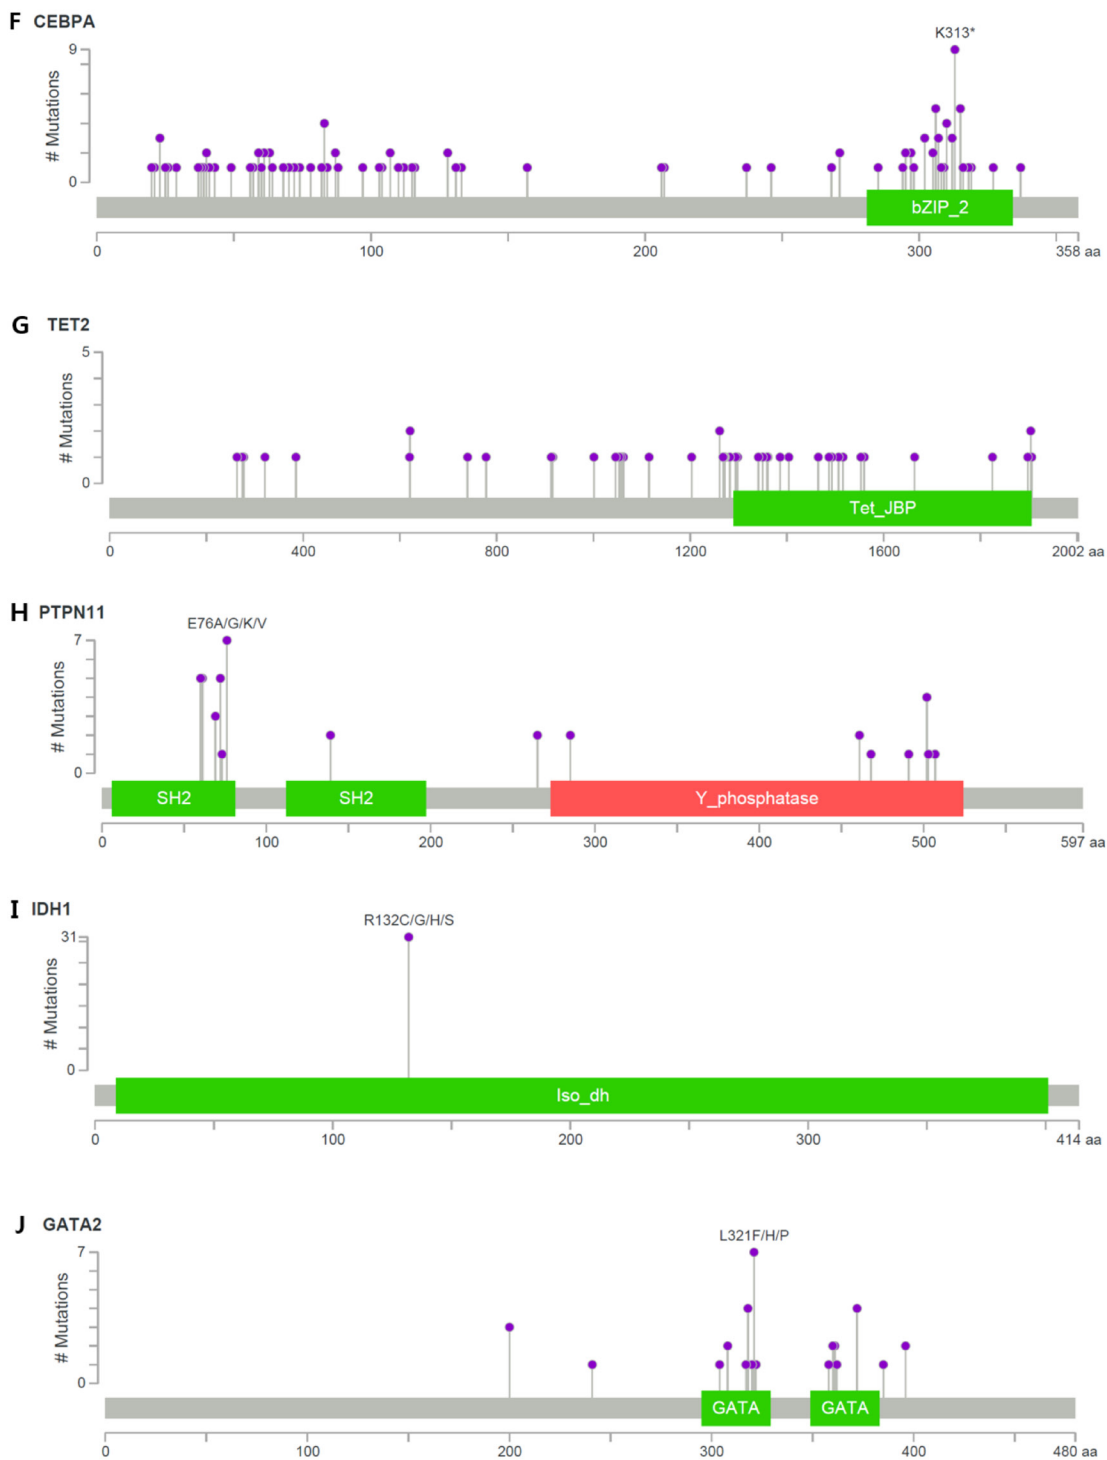 F CEBPA
K313*
9
# Mutations
0
bZIP_2
0 100 200 300 358 aa
G TET2
5
# Mutations
0
Tet_JBP
0 400 800 1200 1600 2002 aa
H PTPN11
E76A/G/K/V
7
# Mutations
0
SH2 SH2 Y_phosphatase
0 100 200 300 400 500 597 aa
I IDH1
R132C/G/H/S
31
# Mutations
0
Iso_dh
0 100 200 300 414 aa
J GATA2
L321F/H/P
7
# Mutations
0
GATA GATA
0 100 200 300 400 480 aa